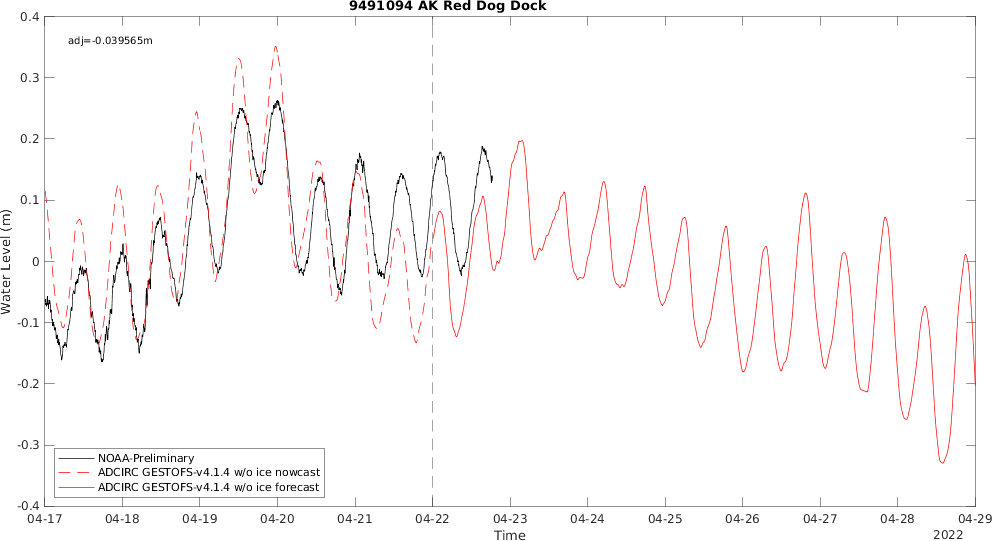 9491094 AK Red Dog Dock
adj=-0.039565m
0.4
0.3
0.2
0.1
0
-0.1
-0.2
-0.3
-0.4
Water Level (m)
NOAA-Preliminary
ADCIRC GESTOFS-v4.1.4 w/o ice nowcast
ADCIRC GESTOFS-v4.1.4 w/o ice forecast
04-17 04-18 04-19 04-20 04-21 04-22 04-23 04-24 04-25 04-26 04-27 04-28 04-29
Time
2022